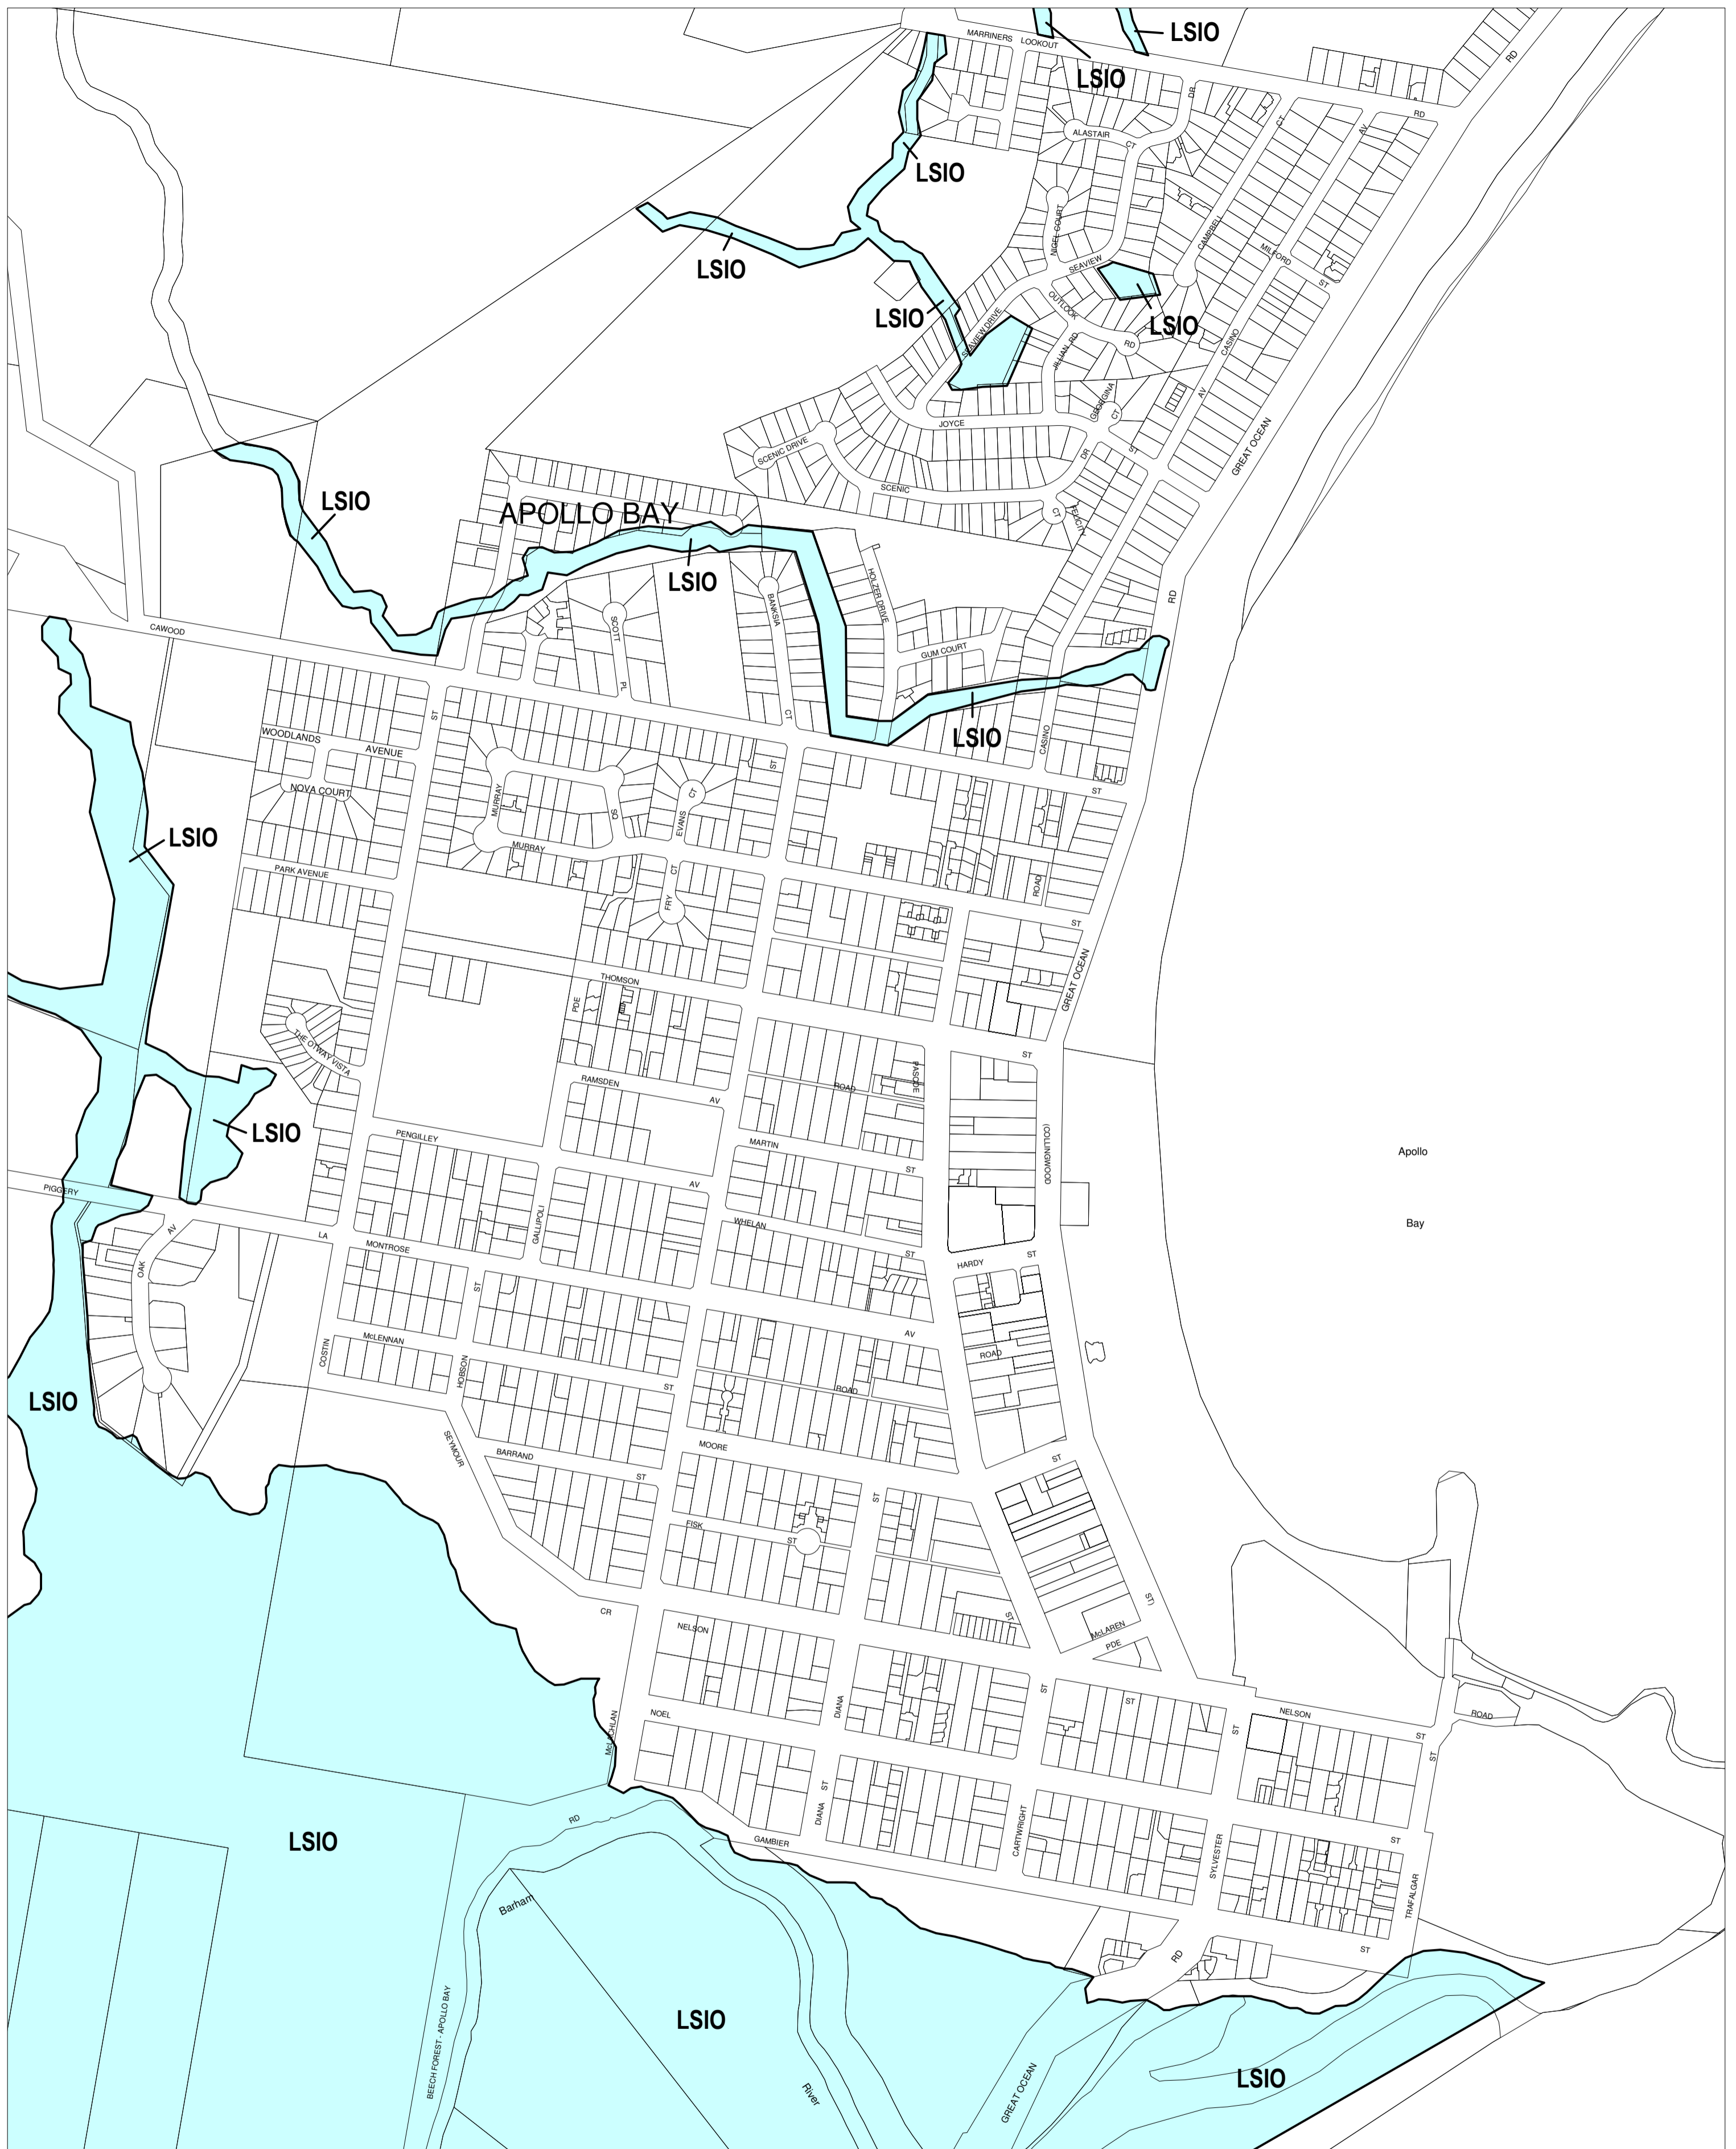 MARRINERS
LOOKOUT
LSIO
LSIO
RD
DR
RD
ALASTAIR
CT
CT
AV
LSIO
NIGEL COURT
CAMPBELL
MILFORD
ST
LSIO
SEAVIEW
OUTLOOK
LSIO
LSIO
SEAVIEW DRIVE
JILLIAN RD
RD
CASINO
AV
GEORGINA
CT
JOYCE
GREAT OCEAN
SCENIC DRIVE
DR
ST
SCENIC
LSIO
APOLLO BAY
CT
FELICITY
LSIO
HOLZER DRIVE
BANKSIA
RD
CAWOOD
SCOTT
GUM COURT
PL
ST
CT
LSIO
CASINO
WOODLANDS
AVENUE
ST
NOVA COURT
MURRAY
SQ
EVANS
CT
ST
LSIO
MURRAY
PARK AVENUE
CT
FRY
ROAD
ST
THOMSON
PDE
GREAT OCEAN
THE OTWAY VISTA
ST
RAMSDEN
AV
ROAD
PASCOE
LSIO
PENGILLEY
MARTIN
ST
(COLLINGWOOD
Apollo
PIGGERY
AV
AV
Bay
LA
GALLIPOLI
WHELAN
ST
MONTROSE
HARDY
ST
OAK
ST
McLENNAN
AV
COSTIN
HOBSON
ST
ROAD
ROAD
LSIO
SEYMOUR
BARRAND
ST
MOORE
ST
ST
FISK
ST
CR
NELSON
ST
ST)
McLAREN
PDE
DIANA
NOEL
McLACHLAN
ST
ST
NELSON
ST
ST
ROAD
ST
RD
DIANA
ST
LSIO
GAMBIER
CARTWRIGHT
SYLVESTER
ST
TRAFALGAR
Barham
RD
ST
BEECH FOREST - APOLLO BAY
LSIO
River
GREAT OCEAN
LSIO